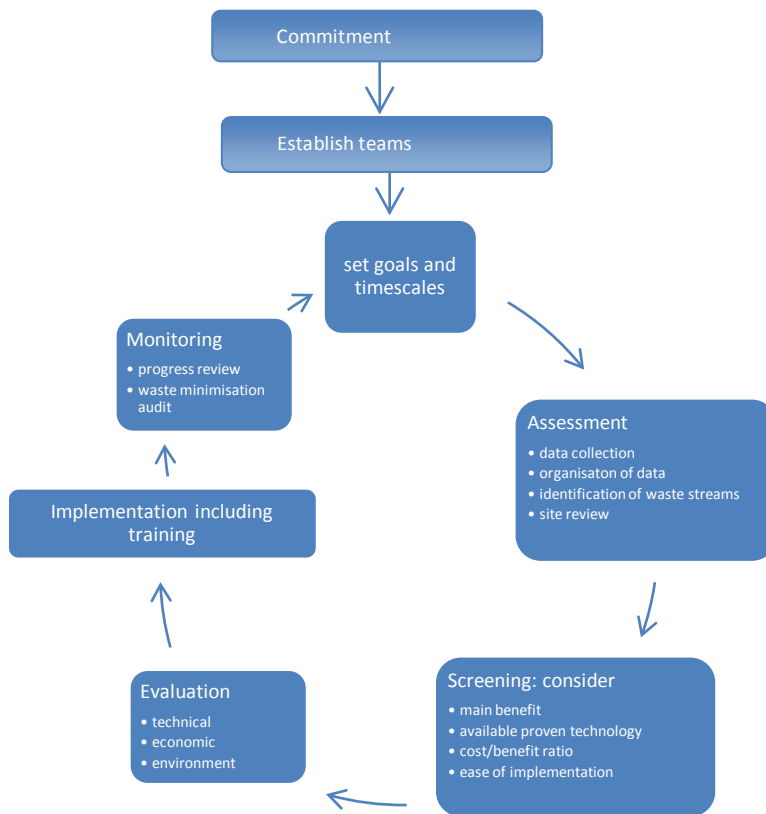 Commitment
Establish teams
set goals and
timescales
Assessment
• data collection
• organisaton of data
• identification of waste streams
• site review
Screening: consider
• main benefit
• available proven technology
• cost/benefit ratio
• ease of implementation
Evaluation
• technical
• economic
• environment
Implementation including
training
Monitoring
• progress review
• waste minimisation
audit